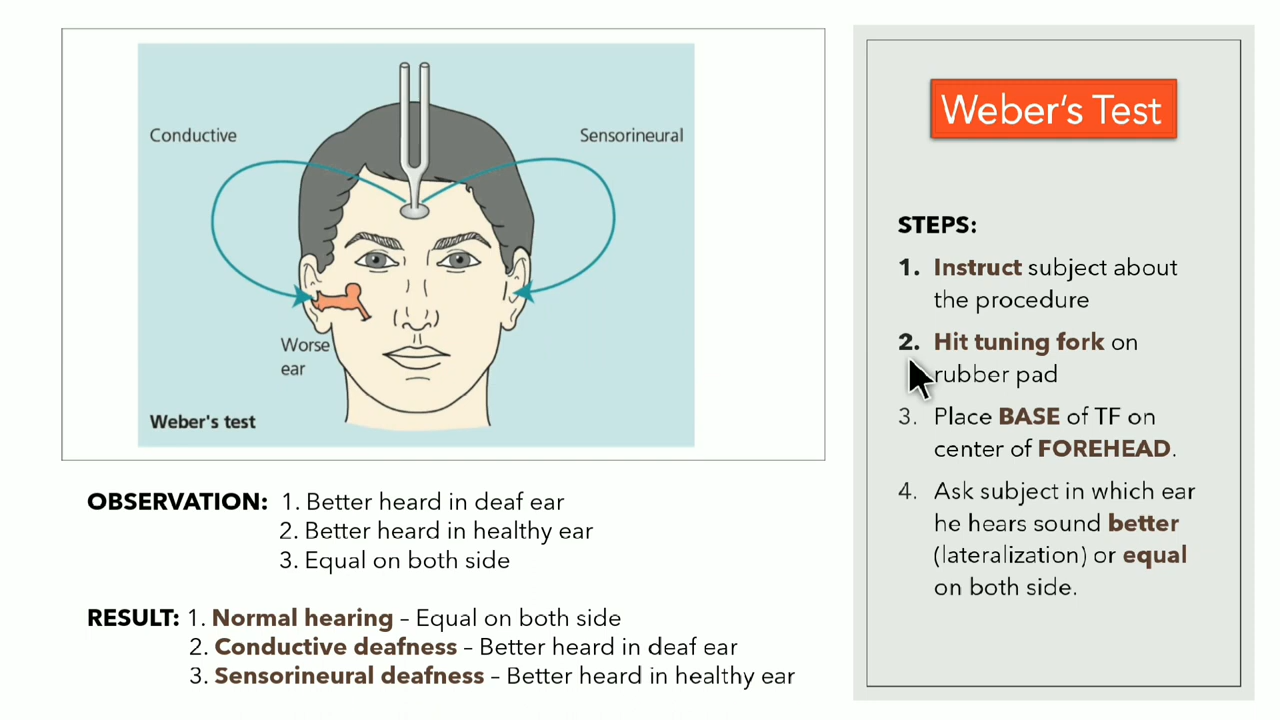 Conductive
Sensorineural
Worse
ear
Weber's test
OBSERVATION: 1. Better heard in deaf ear
2. Better heard in healthy ear
3. Equal on both side
RESULT: 1. Normal hearing – Equal on both side
2. Conductive deafness – Better heard in deaf ear
3. Sensorineural deafness – Better heard in healthy ear
Weber's Test
STEPS:
1. Instruct subject about
the procedure
2. Hit tuning fork on
rubber pad
3. Place BASE of TF on
center of FOREHEAD.
4. Ask subject in which ear
he hears sound better
(lateralization) or equal
on both side.